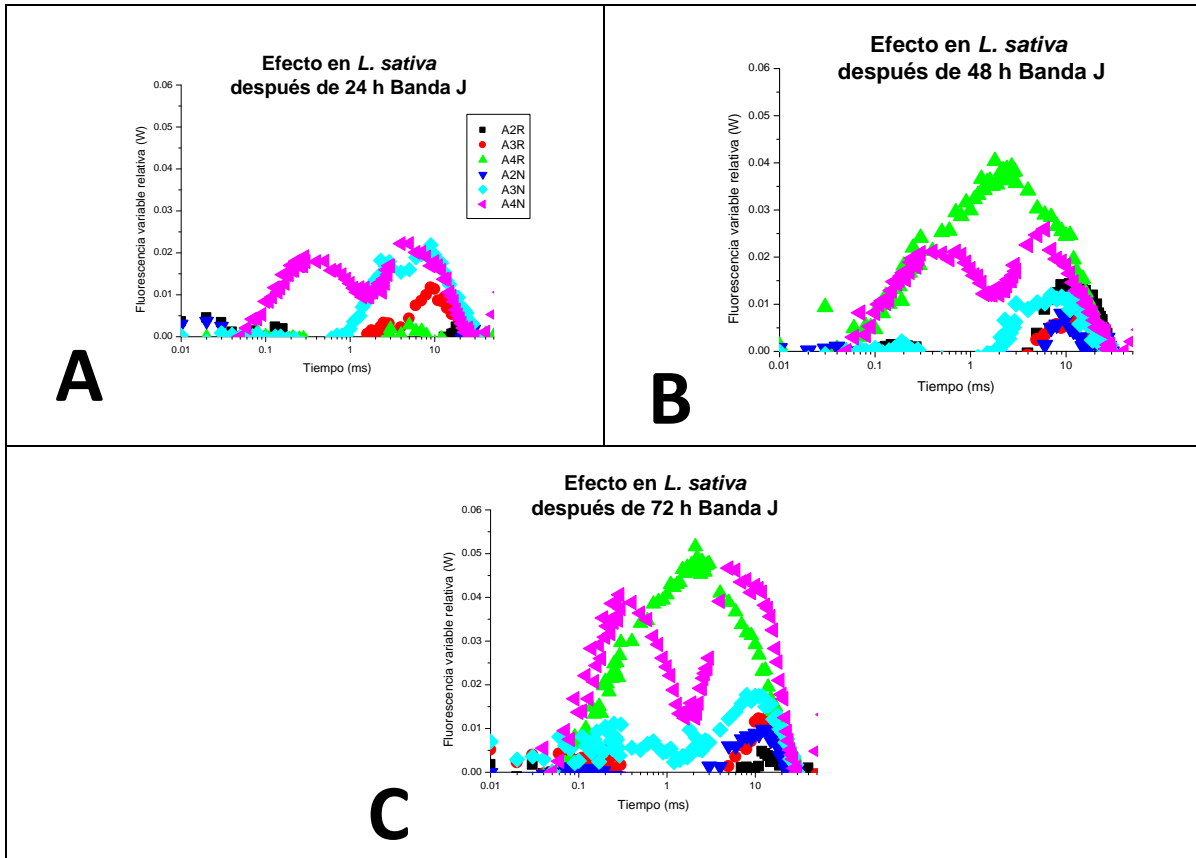 Efecto en L. sativa
después de 24 h Banda J
0.06
0.05
0.04
0.03
0.02
0.01
0.00
0.01
0.1
1
10
Fluorescencia variable relativa (W)
Tiempo (ms)
A2R
A3R
A4R
A2N
A3N
A4N
A
Efecto en L. sativa
después de 48 h Banda J
0.06
0.05
0.04
0.03
0.02
0.01
0.00
0.01
0.1
1
10
Fluorescencia variable relativa (W)
Tiempo (ms)
B
Efecto en L. sativa
después de 72 h Banda J
0.06
0.05
0.04
0.03
0.02
0.01
0.00
0.01
0.1
1
10
Fluorescencia variable relativa (W)
Tiempo (ms)
C